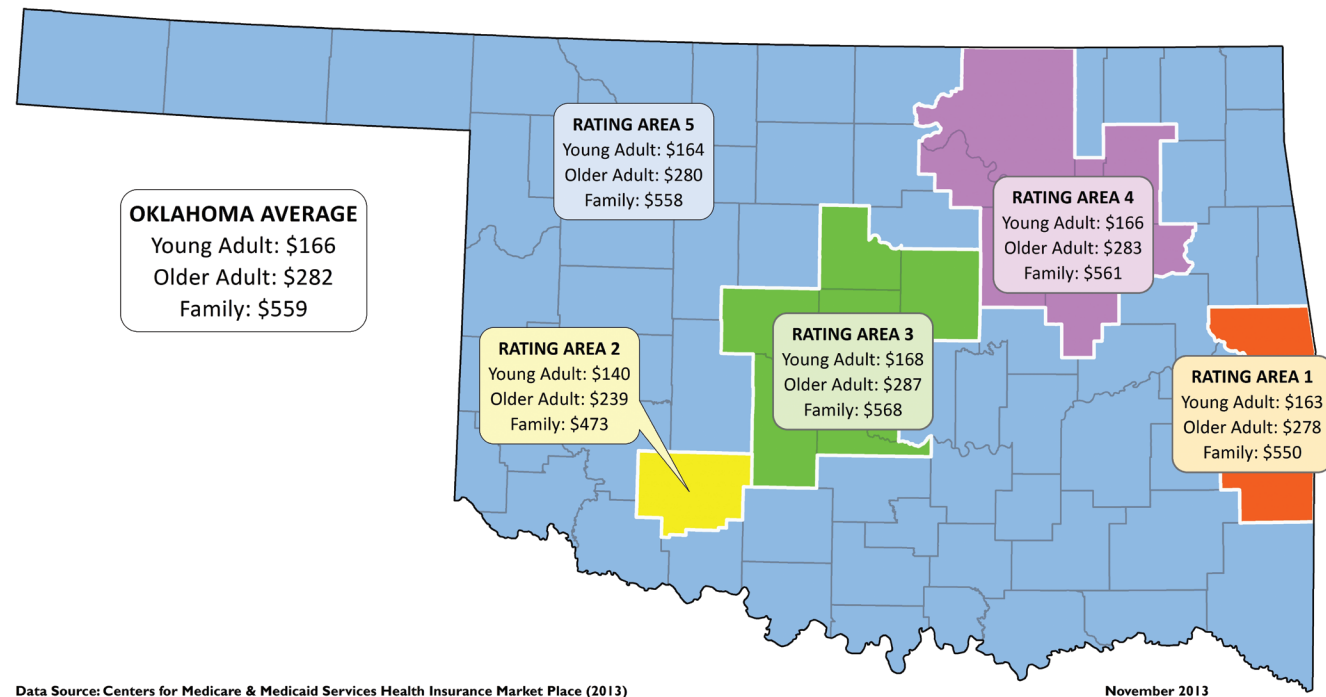 RATING AREA 5
Young Adult: $164
Older Adult: $280
Family: $558
OKLAHOMA AVERAGE
Young Adult: $166
Older Adult: $282
Family: $559
RATING AREA 4
Young Adult: $166
Older Adult: $283
Family: $561
RATING AREA 2
Young Adult: $140
Older Adult: $239
Family: $473
RATING AREA 3
Young Adult: $168
Older Adult: $287
Family: $568
RATING AREA 1
Young Adult: $163
Older Adult: $278
Family: $550
Data Source: Centers for Medicare & Medicaid Services Health Insurance Market Place (2013)
November 2013